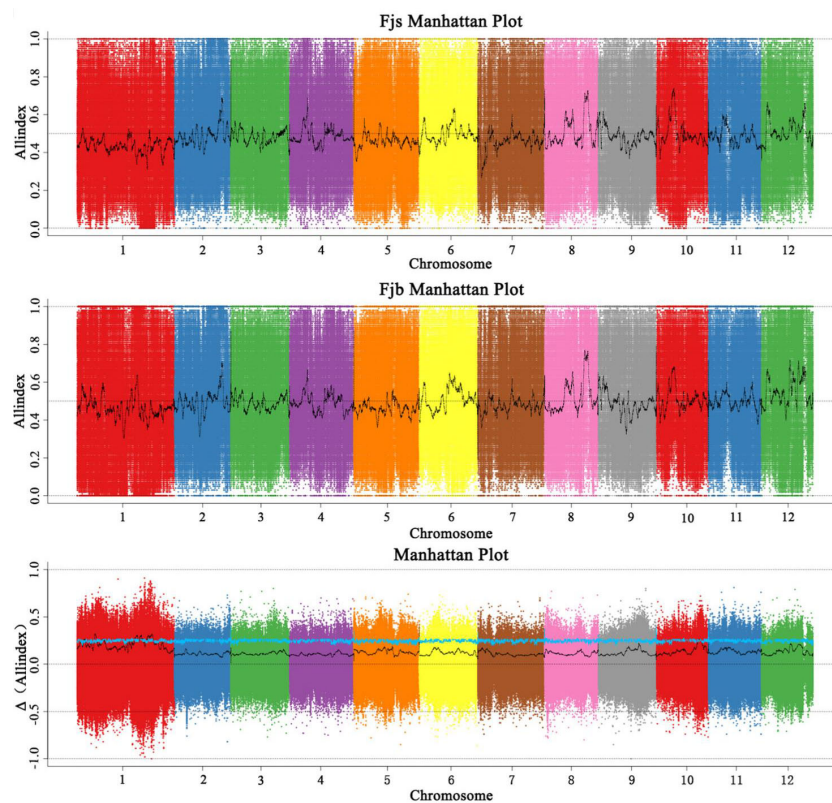 Fjs Manhattan Plot
Allindex
1.0
0.8
0.6
0.4
0.2
0.0
1 2 3 4 5 6 7 8 9 10 11 12
Chromosome
Fjb Manhattan Plot
Allindex
1.0
0.8
0.6
0.4
0.2
0.0
1 2 3 4 5 6 7 8 9 10 11 12
Chromosome
Manhattan Plot
Δ（Allindex）
1.0
0.5
0.0
-0.5
-1.0
1 2 3 4 5 6 7 8 9 10 11 12
Chromosome